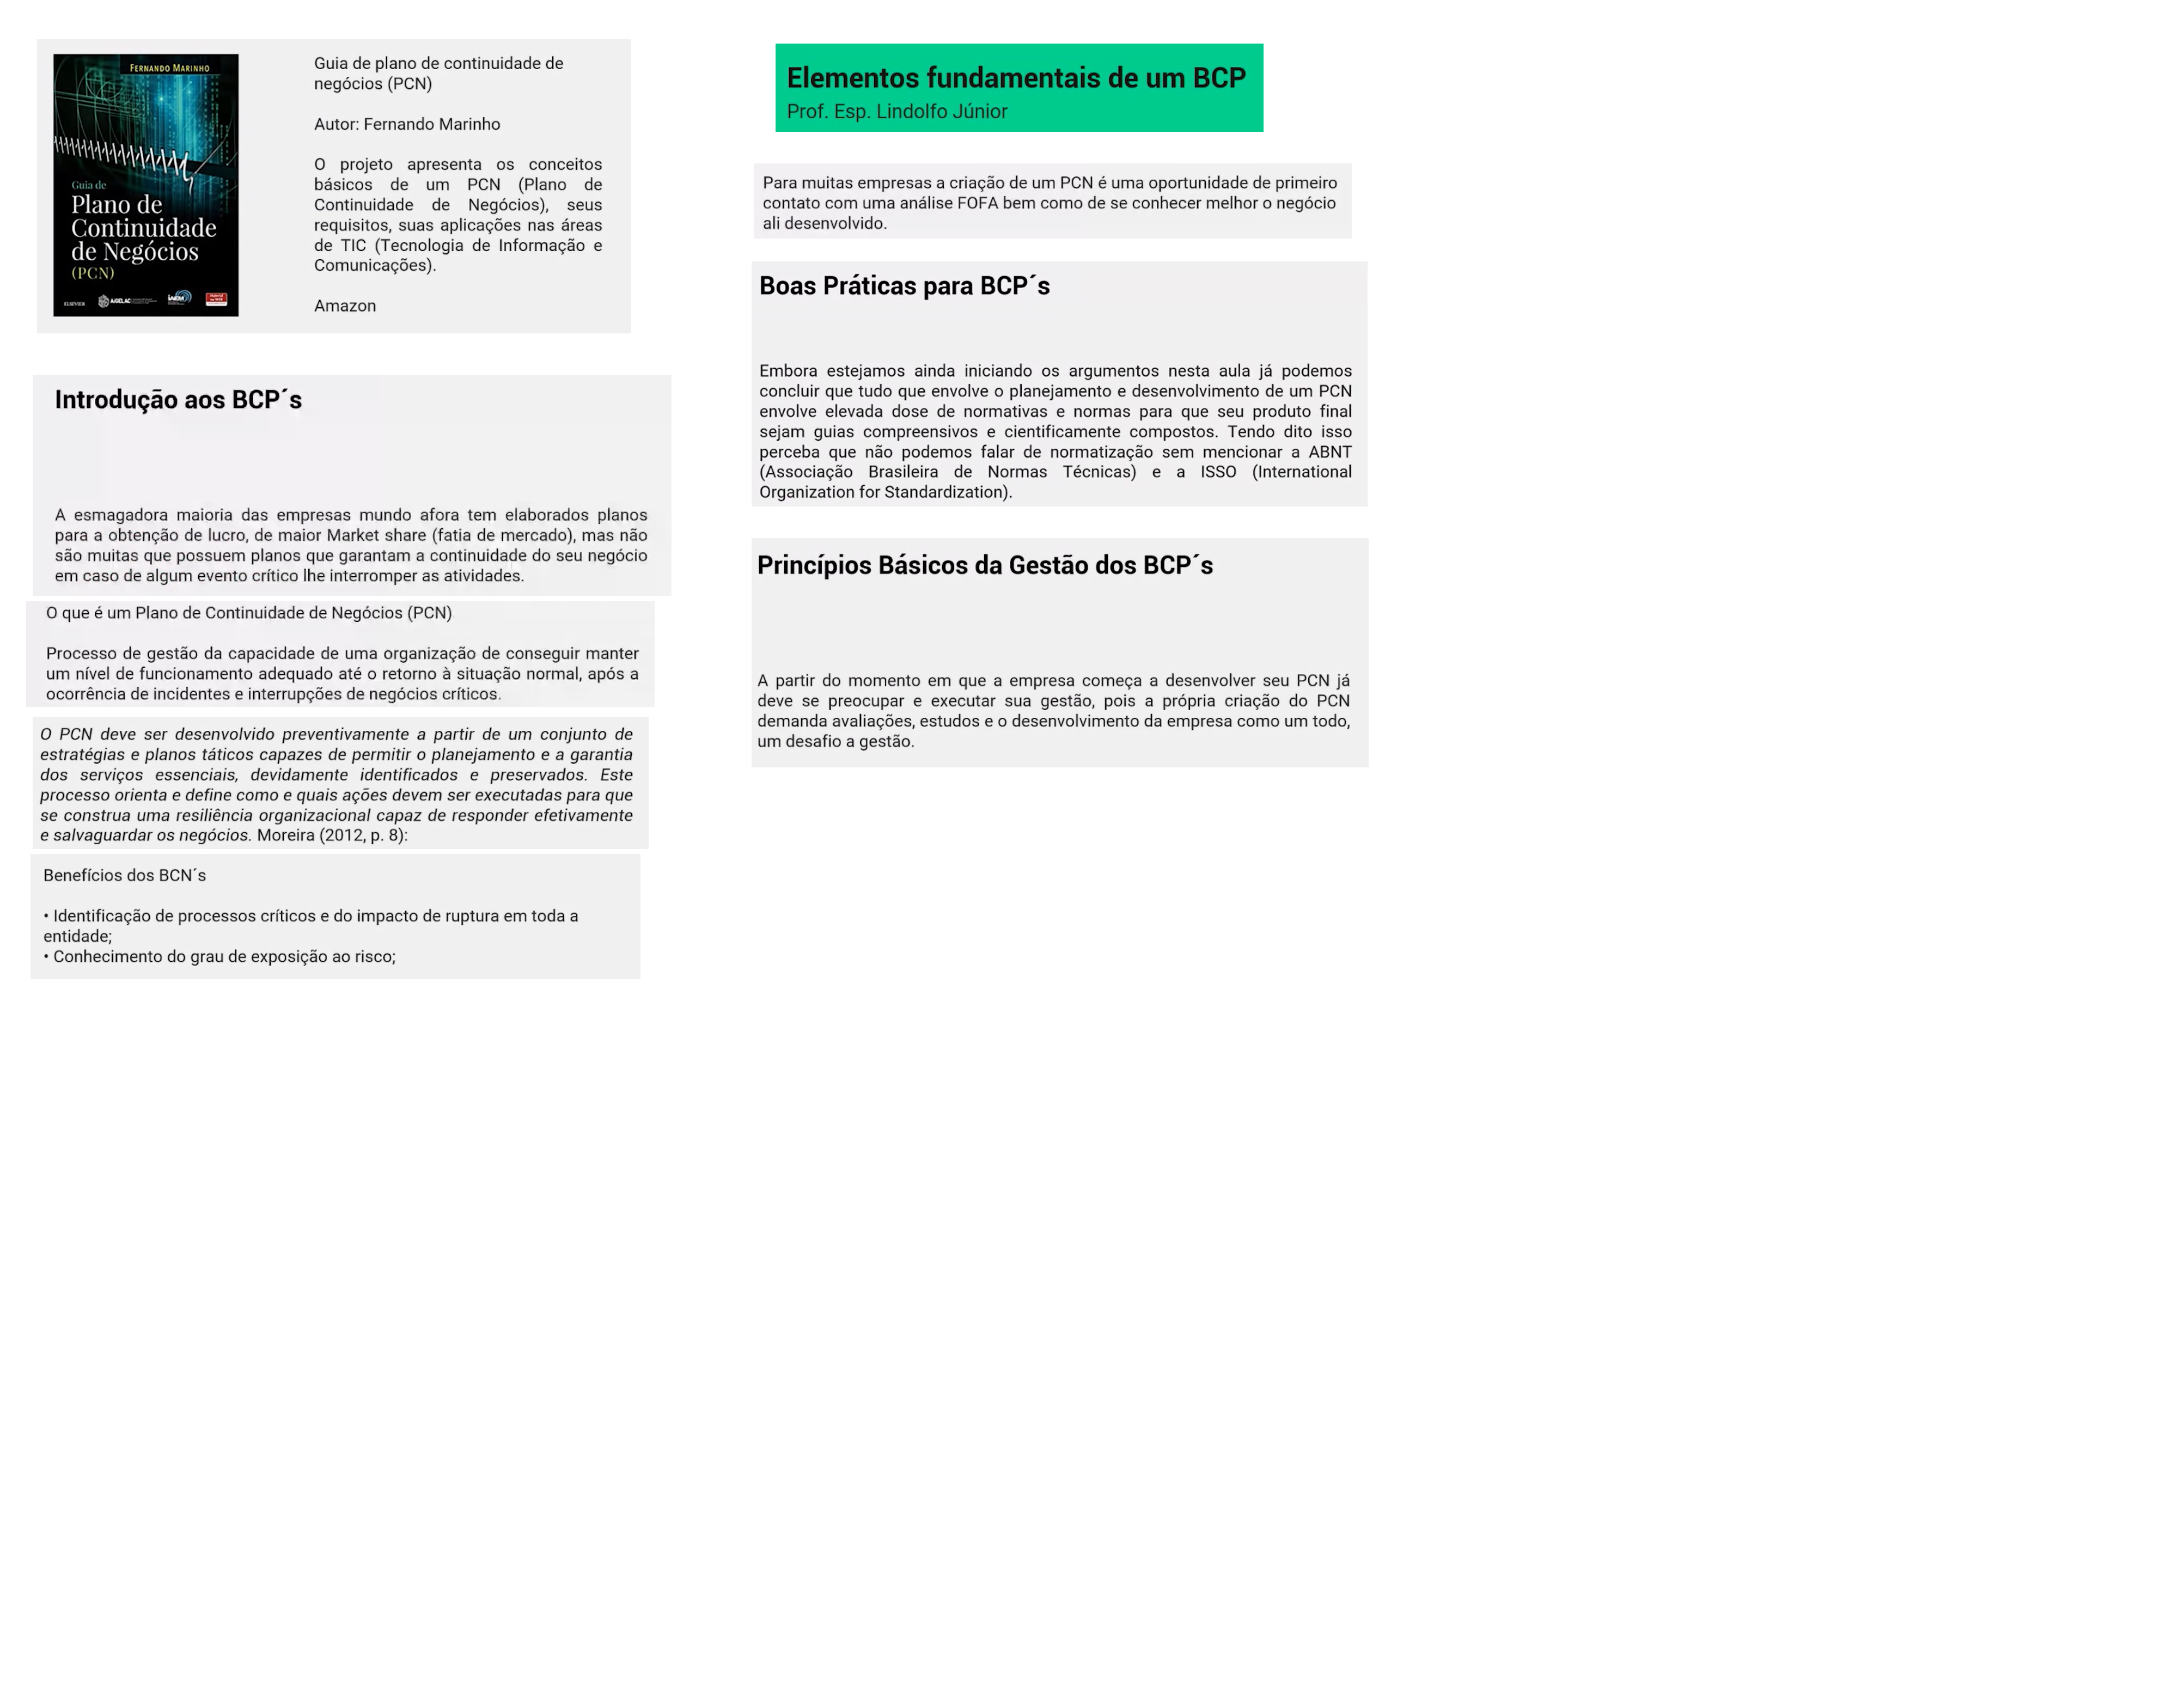 FERNANDO MARINHO
Guia de
Plano de
Continuidade
de Negócios
(PCN)
ELSEVIER
Guia de plano de continuidade de
negócios (PCN)
Autor: Fernando Marinho
O projeto apresenta os conceitos
básicos de um PCN (Plano de
Continuidade de Negócios), seus
requisitos, suas aplicações nas áreas
de TIC (Tecnologia de Informação e
Comunicações).
Amazon
Introdução aos BCP´s
A esmagadora maioria das empresas mundo afora tem elaborados planos
para a obtenção de lucro, de maior Market share (fatia de mercado), mas não
são muitas que possuem planos que garantam a continuidade do seu negócio
em caso de algum evento crítico lhe interromper as atividades.
O que é um Plano de Continuidade de Negócios (PCN)
Processo de gestão da capacidade de uma organização de conseguir manter
um nível de funcionamento adequado até o retorno à situação normal, após a
ocorrência de incidentes e interrupções de negócios críticos.
O PCN deve ser desenvolvido preventivamente a partir de um conjunto de
estratégias e planos táticos capazes de permitir o planejamento e a garantia
dos serviços essenciais, devidamente identificados e preservados. Este
processo orienta e define como e quais ações devem ser executadas para que
se construa uma resiliência organizacional capaz de responder efetivamente
e salvaguardar os negócios. Moreira (2012, p. 8):
Benefícios dos BCN´s
• Identificação de processos críticos e do impacto de ruptura em toda a
entidade;
• Conhecimento do grau de exposição ao risco;
Elementos fundamentais de um BCP
Prof. Esp. Lindolfo Júnior
Para muitas empresas a criação de um PCN é uma oportunidade de primeiro
contato com uma análise FOFA bem como de se conhecer melhor o negócio
ali desenvolvido.
Boas Práticas para BCP´s
Embora estejamos ainda iniciando os argumentos nesta aula já podemos
concluir que tudo que envolve o planejamento e desenvolvimento de um PCN
envolve elevada dose de normativas e normas para que seu produto final
sejam guias compreensivos e cientificamente compostos. Tendo dito isso
perceba que não podemos falar de normatização sem mencionar a ABNT
(Associação Brasileira de Normas Técnicas) e a ISSO (International
Organization for Standardization).
Princípios Básicos da Gestão dos BCP´s
A partir do momento em que a empresa começa a desenvolver seu PCN já
deve se preocupar e executar sua gestão, pois a própria criação do PCN
demanda avaliações, estudos e o desenvolvimento da empresa como um todo,
um desafio a gestão.